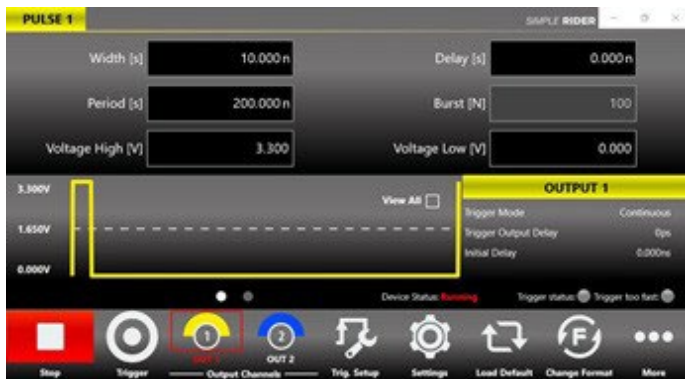 PULSE 1
SIMPLE RIDER
Width [s] 10.000 n Delay [s] 0.000 n
Period [s] 200.000 n Burst [N] 100
Voltage High [V] 3.300 Voltage Low [V] 0.000
3.300V View All OUTPUT 1
Trigger Mode Continuous
1.650V Trigger Output Delay 0ps
Initial Delay 0.000ns
0.000V
Device Status: Running Trigger status: Trigger too fast:
1 2 F
OUT 1 OUT 2
Stop Trigger Output Channels Trig. Setup Settings Load Default Change Format More